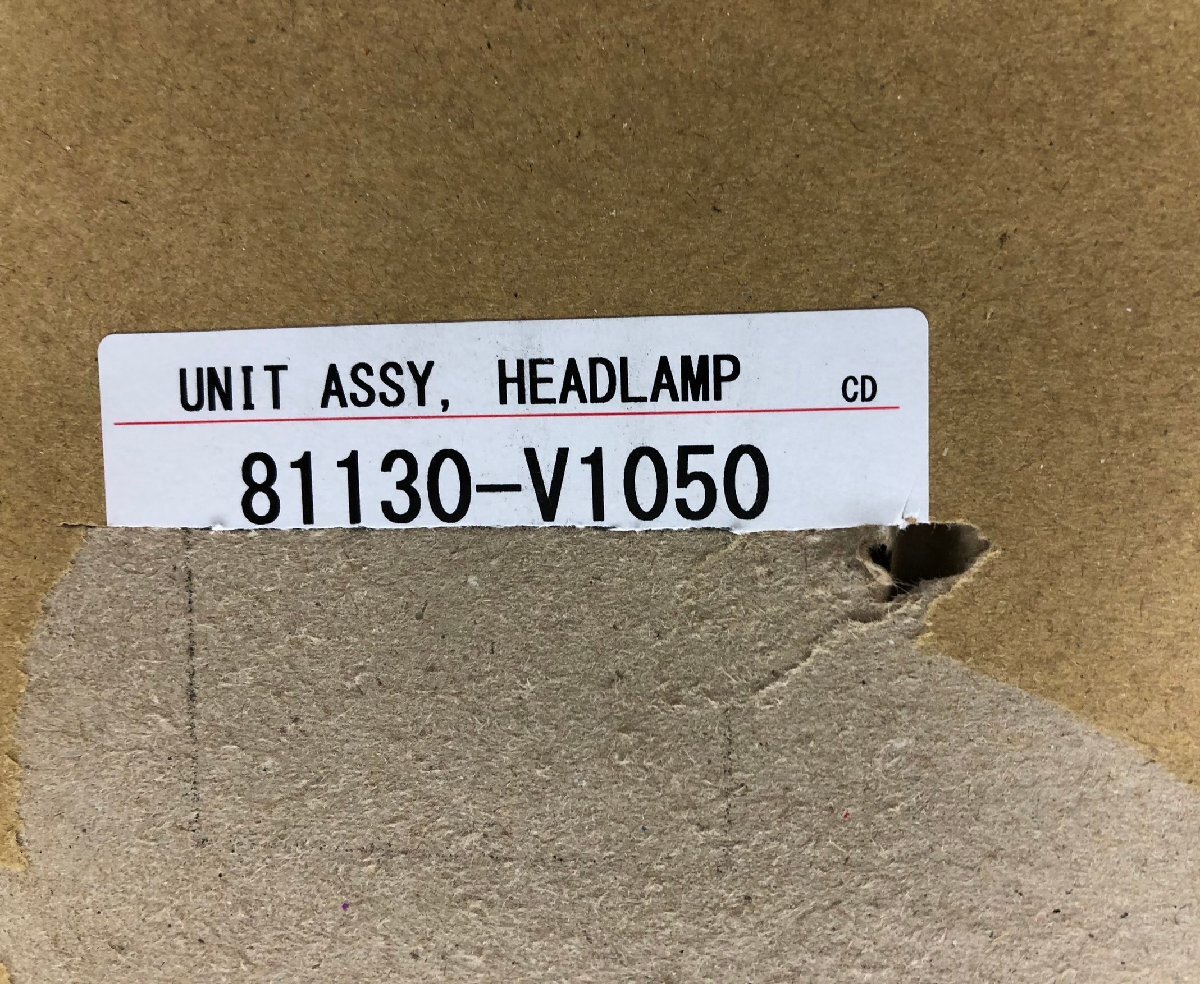 UNIT ASSY, HEADLAMP CD
81130-V1050